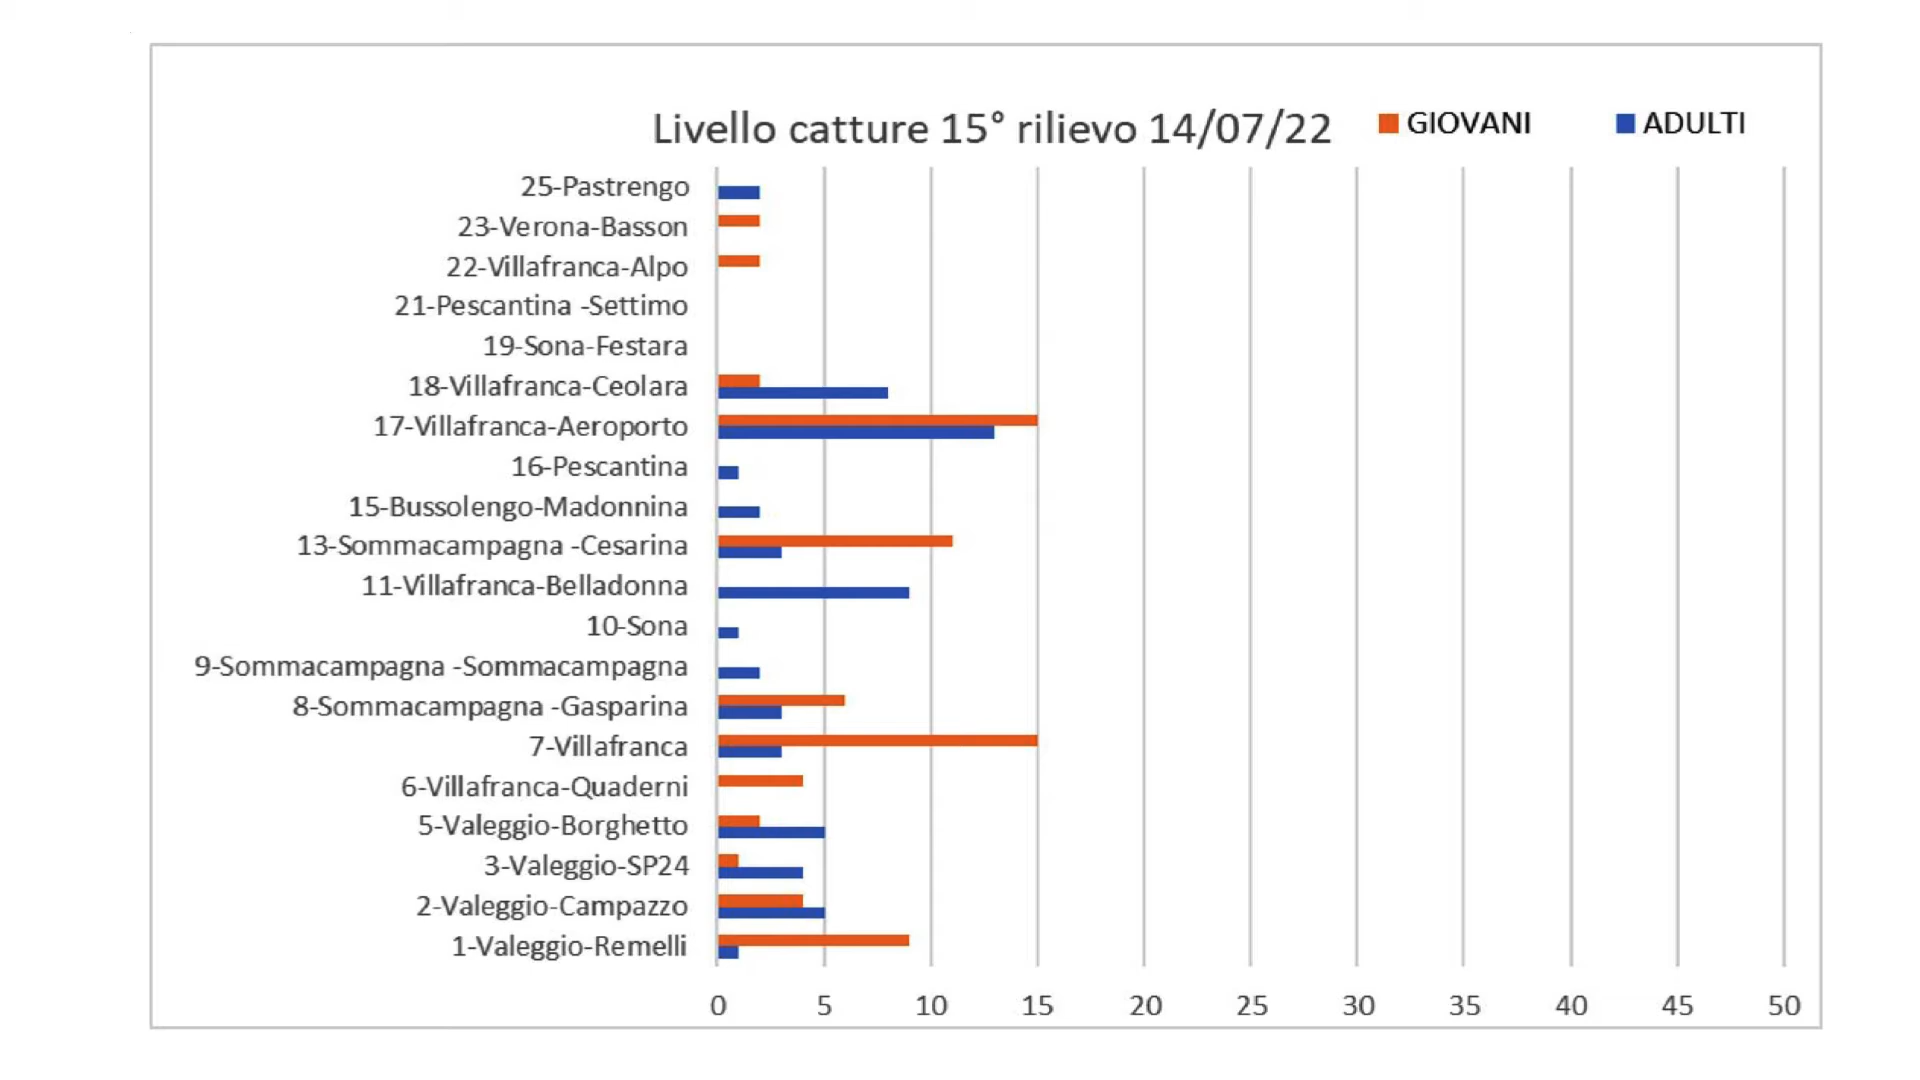 Livello catture 15° rilievo 14/07/22
GIOVANI
ADULTI
25-Pastrengo
23-Verona-Basson
22-Villafranca-Alpo
21-Pescantina -Settimo
19-Sona-Festara
18-Villafranca-Ceolara
17-Villafranca-Aeroporto
16-Pescantina
15-Bussolengo-Madonnina
13-Sommacampagna -Cesarina
11-Villafranca-Belladonna
10-Sona
9-Sommacampagna -Sommacampagna
8-Sommacampagna -Gasparina
7-Villafranca
6-Villafranca-Quaderni
5-Valeggio-Borghetto
3-Valeggio-SP24
2-Valeggio-Campazzo
1-Valeggio-Remelli
0 5 10 15 20 25 30 35 40 45 50